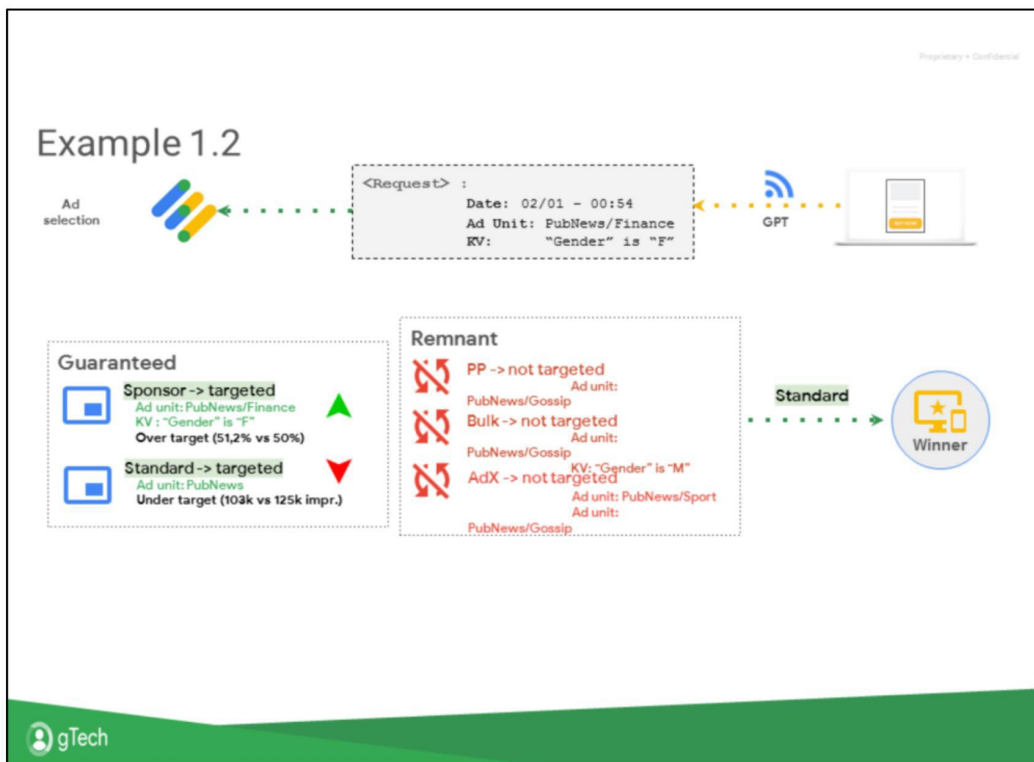 Proprietary + Confidential
Example 1.2
Ad
selection
<Request> :
Date: 02/01 - 00:54
Ad Unit: PubNews/Finance
KV: "Gender" is "F"
GPT
Guaranteed
Sponsor -> targeted
Ad unit: PubNews/Finance
KV : "Gender" is "F"
Over target (51,2% vs 50%)
Standard -> targeted
Ad unit: PubNews
Under target (103k vs 125k impr.)
Remnant
PP -> not targeted
Ad unit:
PubNews/Gossip
Bulk -> not targeted
Ad unit:
PubNews/Gossip
KV: "Gender" is "M"
AdX -> not targeted
Ad unit: PubNews/Sport
Ad unit:
PubNews/Gossip
Standard
Winner
gTech